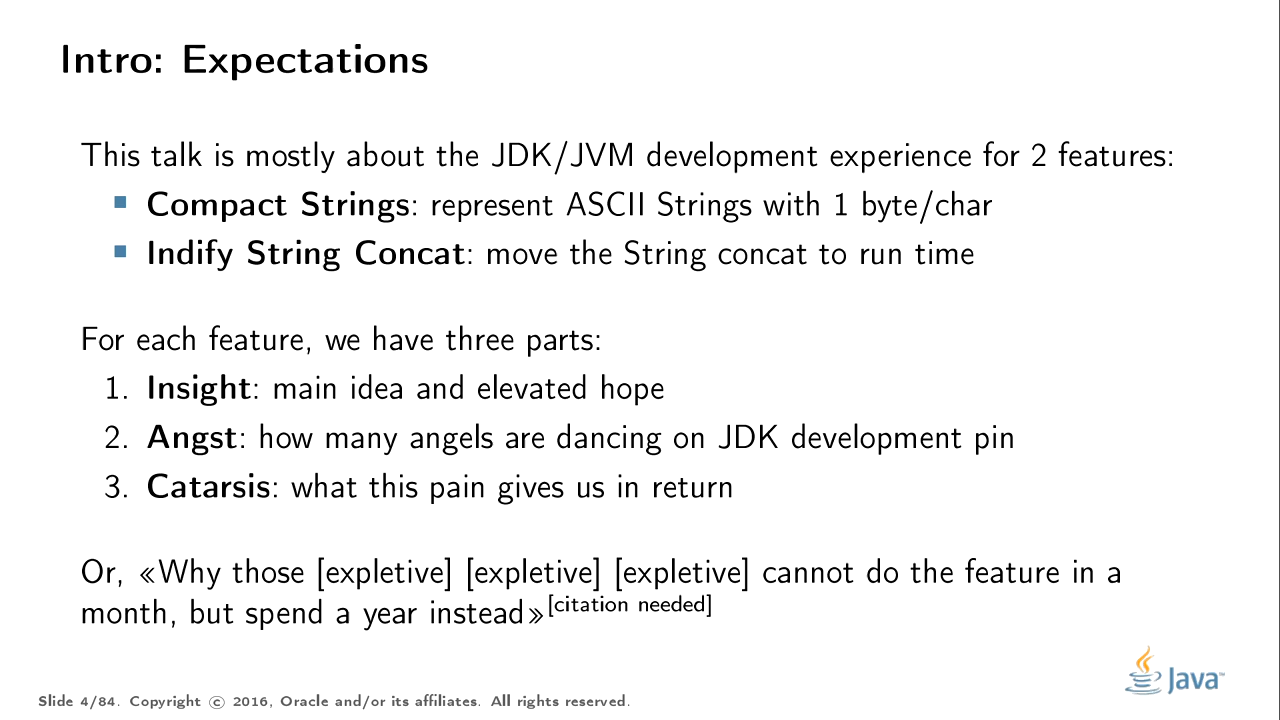 Intro: Expectations
This talk is mostly about the JDK/JVM development experience for 2 features:
■ Compact Strings: represent ASCII Strings with 1 byte/char
■ Indify String Concat: move the String concat to run time
For each feature, we have three parts:
1. Insight: main idea and elevated hope
2. Angst: how many angels are dancing on JDK development pin
3. Catarsis: what this pain gives us in return
Or, «Why those [expletive] [expletive] [expletive] cannot do the feature in a
month, but spend a year instead»[citation needed]
Java™
Slide 4/84. Copyright © 2016, Oracle and/or its affiliates. All rights reserved.